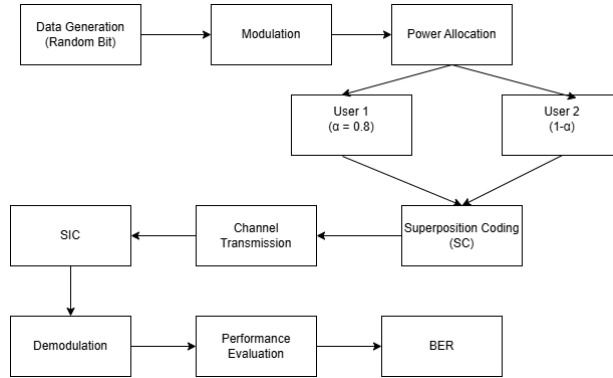 Data Generation
(Random Bit)
Modulation
Power Allocation
User 1
(α = 0.8)
User 2
(1-α)
SIC
Channel
Transmission
Superposition Coding
(SC)
Demodulation
Performance
Evaluation
BER